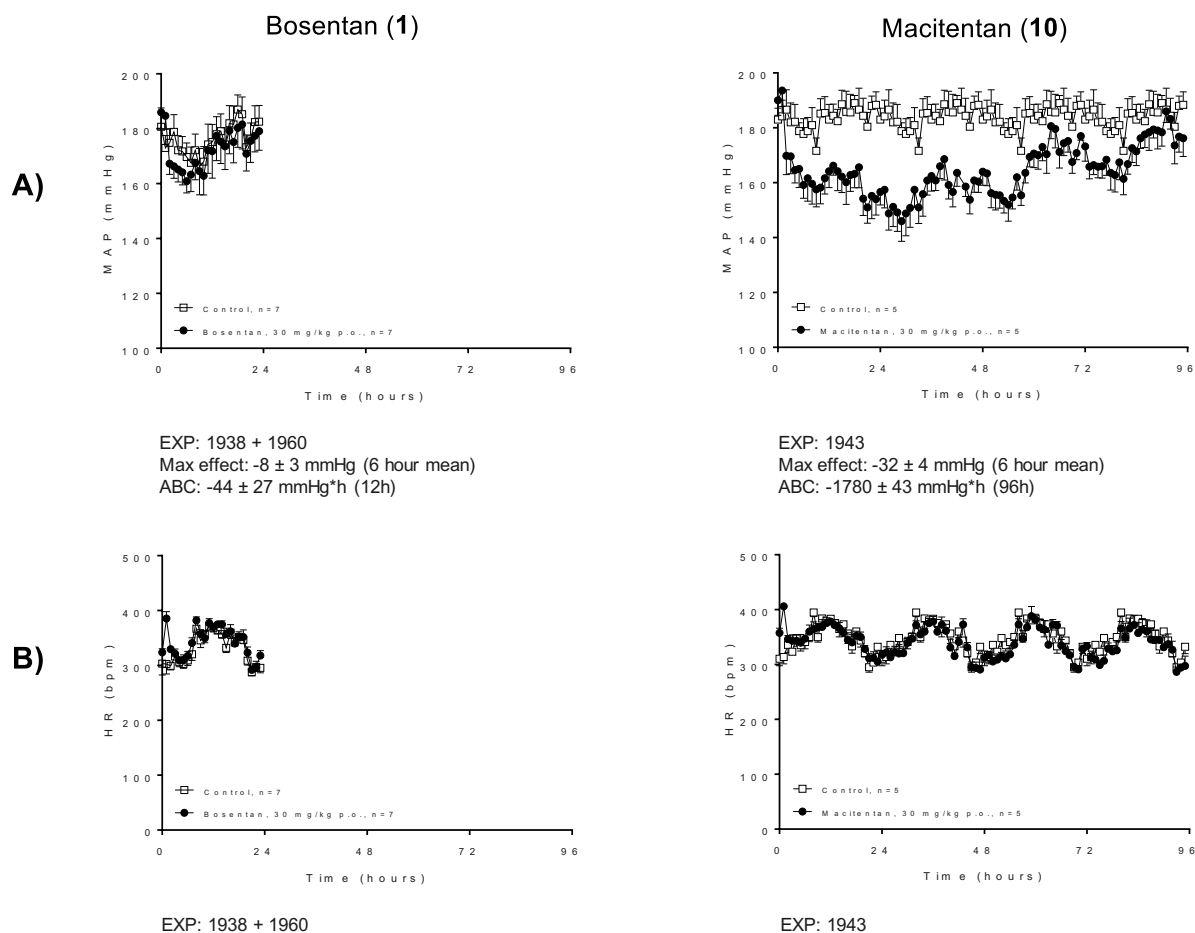 Bosentan (1)
Macitentan (10)
A)
200
180
160
140
120
100
MAP (mmHg)
Control, n=7
Bosentan, 30 mg/kg p.o., n=7
0 24 48 72 96
Time (hours)
EXP: 1938 + 1960
Max effect: -8 ± 3 mmHg (6 hour mean)
ABC: -44 ± 27 mmHg*h (12h)
200
180
160
140
120
100
MAP (mmHg)
Control, n=5
Macitentan, 30 mg/kg p.o., n=5
0 24 48 72 96
Time (hours)
EXP: 1943
Max effect: -32 ± 4 mmHg (6 hour mean)
ABC: -1780 ± 43 mmHg*h (96h)
B)
500
400
300
200
100
0
HR (bpm)
Control, n=7
Bosentan, 30 mg/kg p.o., n=7
0 24 48 72 96
Time (hours)
EXP: 1938 + 1960
500
400
300
200
100
0
HR (bpm)
Control, n=5
Macitentan, 30 mg/kg p.o., n=5
0 24 48 72 96
Time (hours)
EXP: 1943